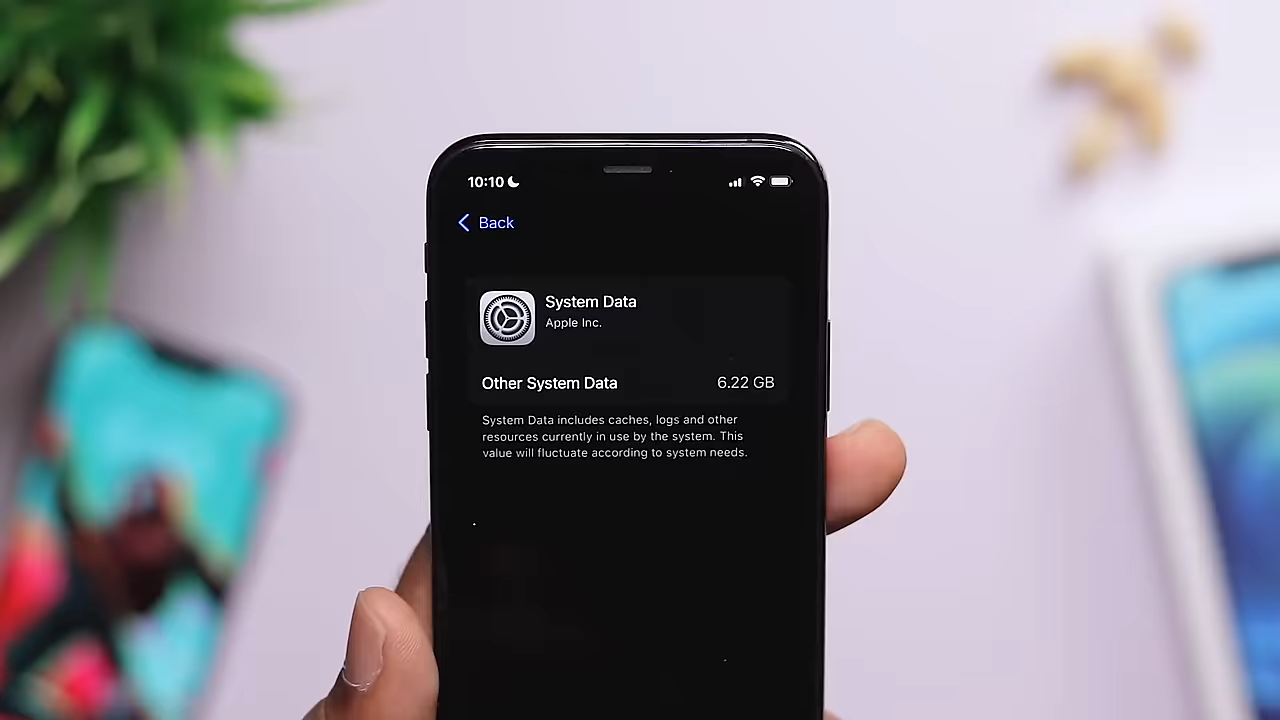 10:10
Back
System Data
Apple Inc.
Other System Data 6.22 GB
System Data includes caches, logs and other
resources currently in use by the system. This
value will fluctuate according to system needs.